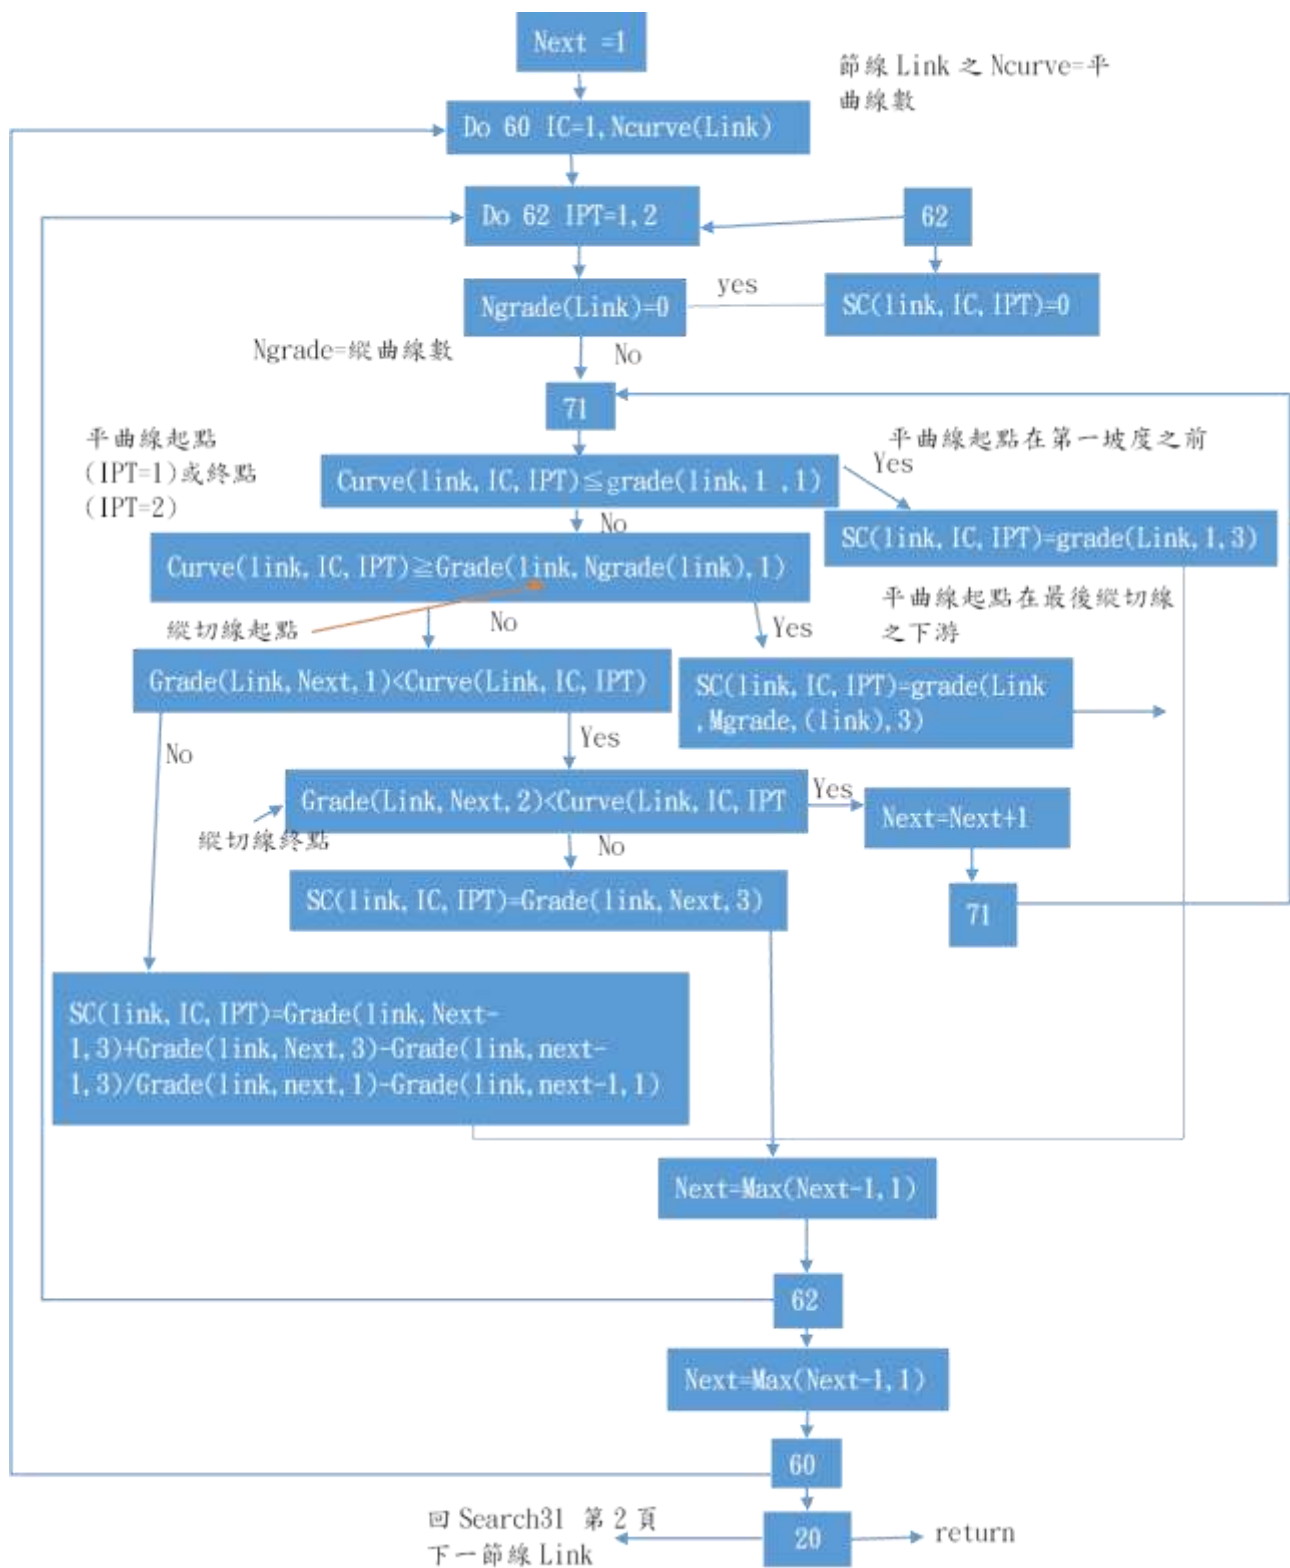 Next =1
節線 Link 之 Ncurve=平
曲線數
Do 60 IC=1,Ncurve(Link)
Do 62 IPT=1,2
62
Ngrade(Link)=0
yes
SC(link,IC,IPT)=0
Ngrade=縱曲線數
No
71
平曲線起點
(IPT=1)或終點
(IPT=2)
平曲線起點在第一坡度之前
Yes
Curve(link,IC,IPT)≦grade(link,1 ,1)
No
SC(link,IC,IPT)=grade(Link,1,3)
Curve(link,IC,IPT)≧Grade(link,Ngrade(link),1)
平曲線起點在最後縱切線
之下游
縱切線起點
No
Yes
Grade(Link,Next,1)<Curve(Link,IC,IPT)
SC(link,IC,IPT)=grade(Link
,Mgrade,(link),3)
No
Yes
Grade(Link,Next,2)<Curve(Link,IC,IPT
Yes
Next=Next+1
縱切線終點
No
SC(link,IC,IPT)=Grade(link,Next,3)
71
SC(link,IC,IPT)=Grade(link,Next-
1,3)+Grade(link,Next,3)-Grade(link,next-
1,3)/Grade(link,next,1)-Grade(link,next-1,1)
Next=Max(Next-1,1)
62
Next=Max(Next-1,1)
60
回 Search31 第 2 頁
下一節線 Link
20
return